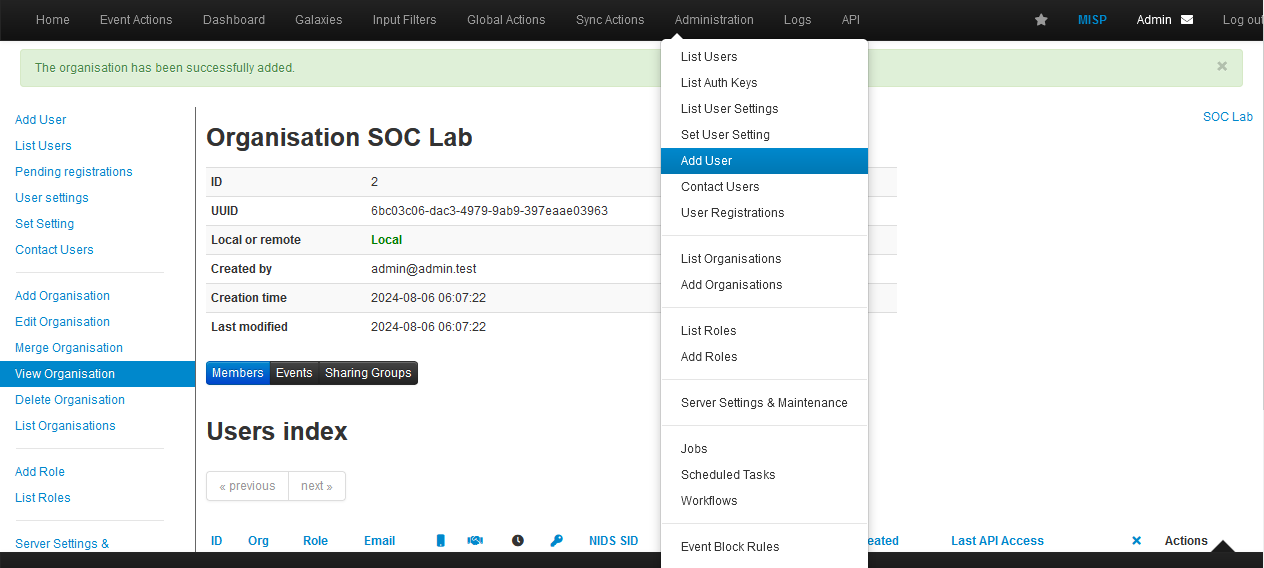 Home Event Actions Dashboard Galaxies Input Filters Global Actions Sync Actions Administration Logs API MISP Admin Log out
The organisation has been successfully added. ×
Add User
List Users
Pending registrations
User settings
Set Setting
Contact Users
Add Organisation
Edit Organisation
Merge Organisation
View Organisation
Delete Organisation
List Organisations
Add Role
List Roles
Server Settings &
Organisation SOC Lab
ID 2
UUID 6bc03c06-dac3-4979-9ab9-397eaae03963
Local or remote Local
Created by admin@admin.test
Creation time 2024-08-06 06:07:22
Last modified 2024-08-06 06:07:22
Members Events Sharing Groups
Users index
« previous next »
ID Org Role Email NIDS SID eated Last API Access Actions
List Users
List Auth Keys
List User Settings
Set User Setting
Add User
Contact Users
User Registrations
List Organisations
Add Organisations
List Roles
Add Roles
Server Settings & Maintenance
Jobs
Scheduled Tasks
Workflows
Event Block Rules
SOC Lab